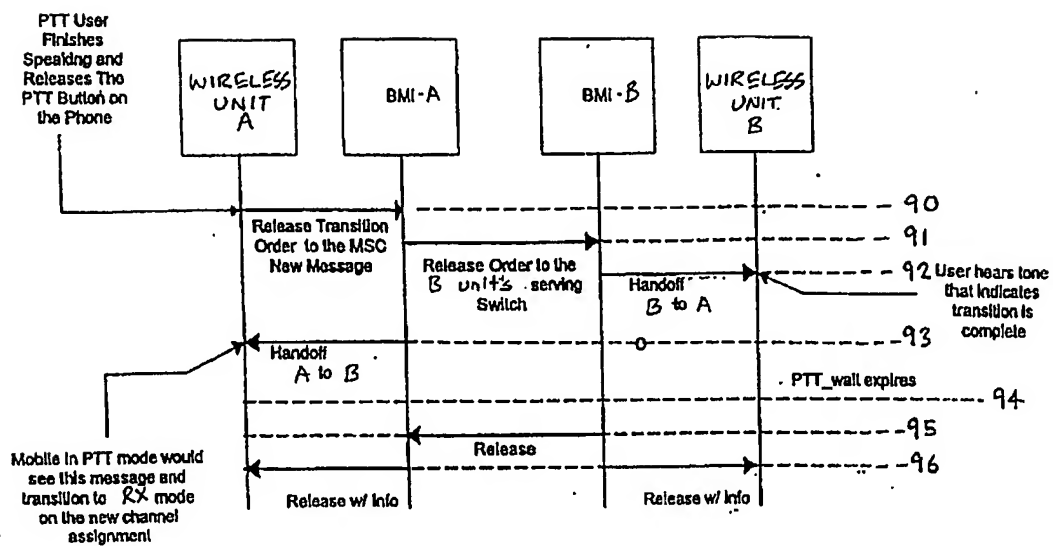 PTT User
Finishes
Speaking and
Releases The
PTT Button on
the Phone
WIRELESS
UNIT
A
BMI-A
BMI-B
WIRELESS
UNIT.
B
90
Release Transition
Order to the MSC
New Message
91
Release Order to the
B unit's serving
Switch
92
Handoff
B to A
User hears tone
that indicates
transition is
complete
93
Handoff
A to B
PTT_wait expires
94
95
Release
96
Mobile in PTT mode would
see this message and
transition to RX mode
on the new channel
assignment
Release w/ Info
Release w/ Info